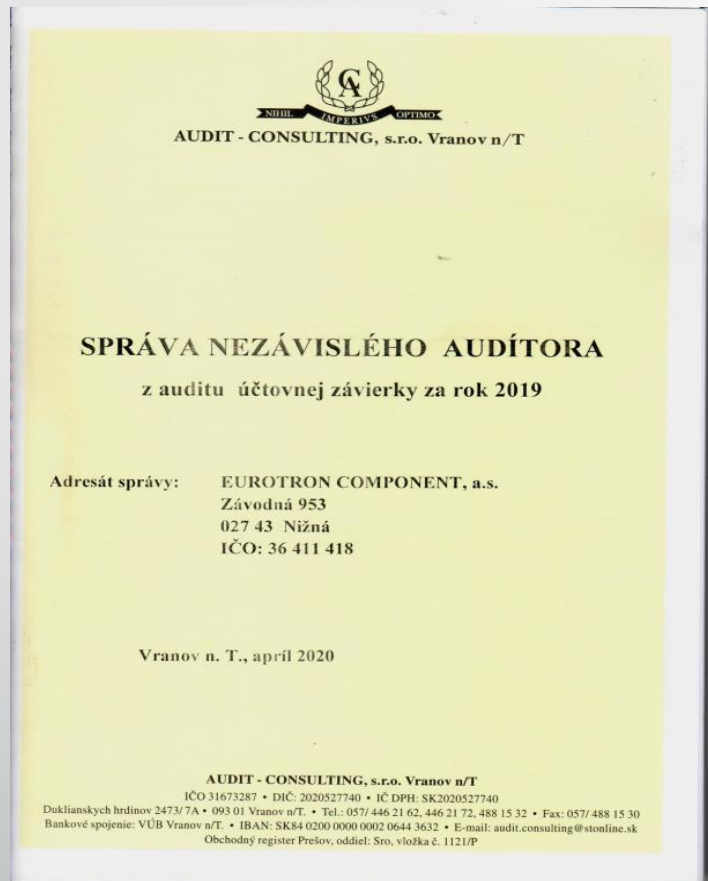 CA
NIHIL IMPERIVS OPTIMO
AUDIT - CONSULTING, s.r.o. Vranov n/T
SPRÁVA NEZÁVISLÉHO AUDÍTORA
z auditu účtovnej závierky za rok 2019
Adresát správy: EUROTRON COMPONENT, a.s.
Závodná 953
027 43 Nižná
IČO: 36 411 418
Vranov n. T., apríl 2020
AUDIT - CONSULTING, s.r.o. Vranov n/T
IČO 31673287 • DIČ: 2020527740 • IČ DPH: SK2020527740
Duklianskych hrdinov 2473/7A • 093 01 Vranov n/T. • Tel.: 057/ 446 21 62, 446 21 72, 488 15 32 • Fax: 057/ 488 15 30
Bankové spojenie: VÚB Vranov n/T. • IBAN: SK84 0200 0000 0002 0644 3632 • E-mail: audit.consulting@stonline.sk
Obchodný register Prešov, oddiel: Sro, vložka č. 1121/P